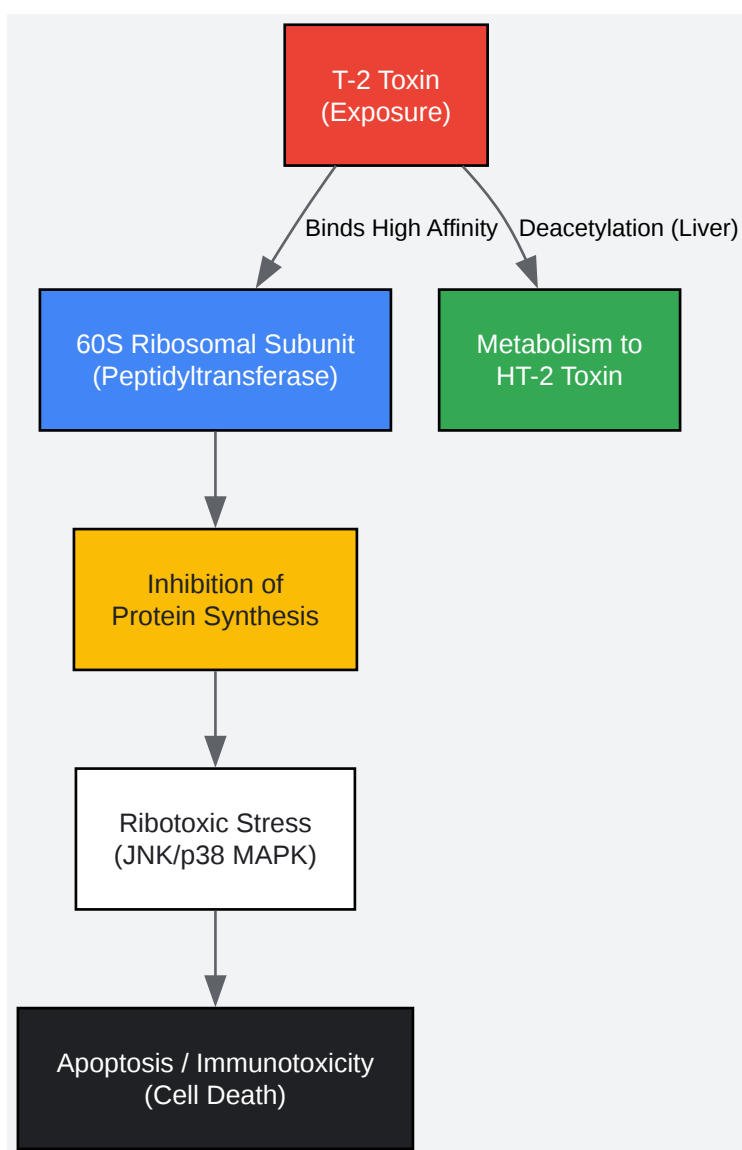 T-2 Toxin
(Exposure)
Binds High Affinity
Deacetylation (Liver)
60S Ribosomal Subunit
(Peptidyltransferase)
Metabolism to
HT-2 Toxin
Inhibition of
Protein Synthesis
Ribotoxic Stress
(JNK/p38 MAPK)
Apoptosis / Immunotoxicity
(Cell Death)